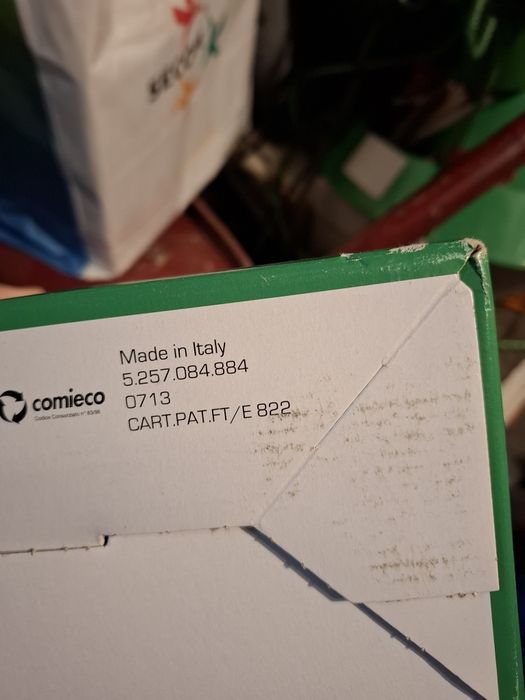 Made in Italy
5.257.084.884
0713
CART.PAT.FT/E 822
comieco